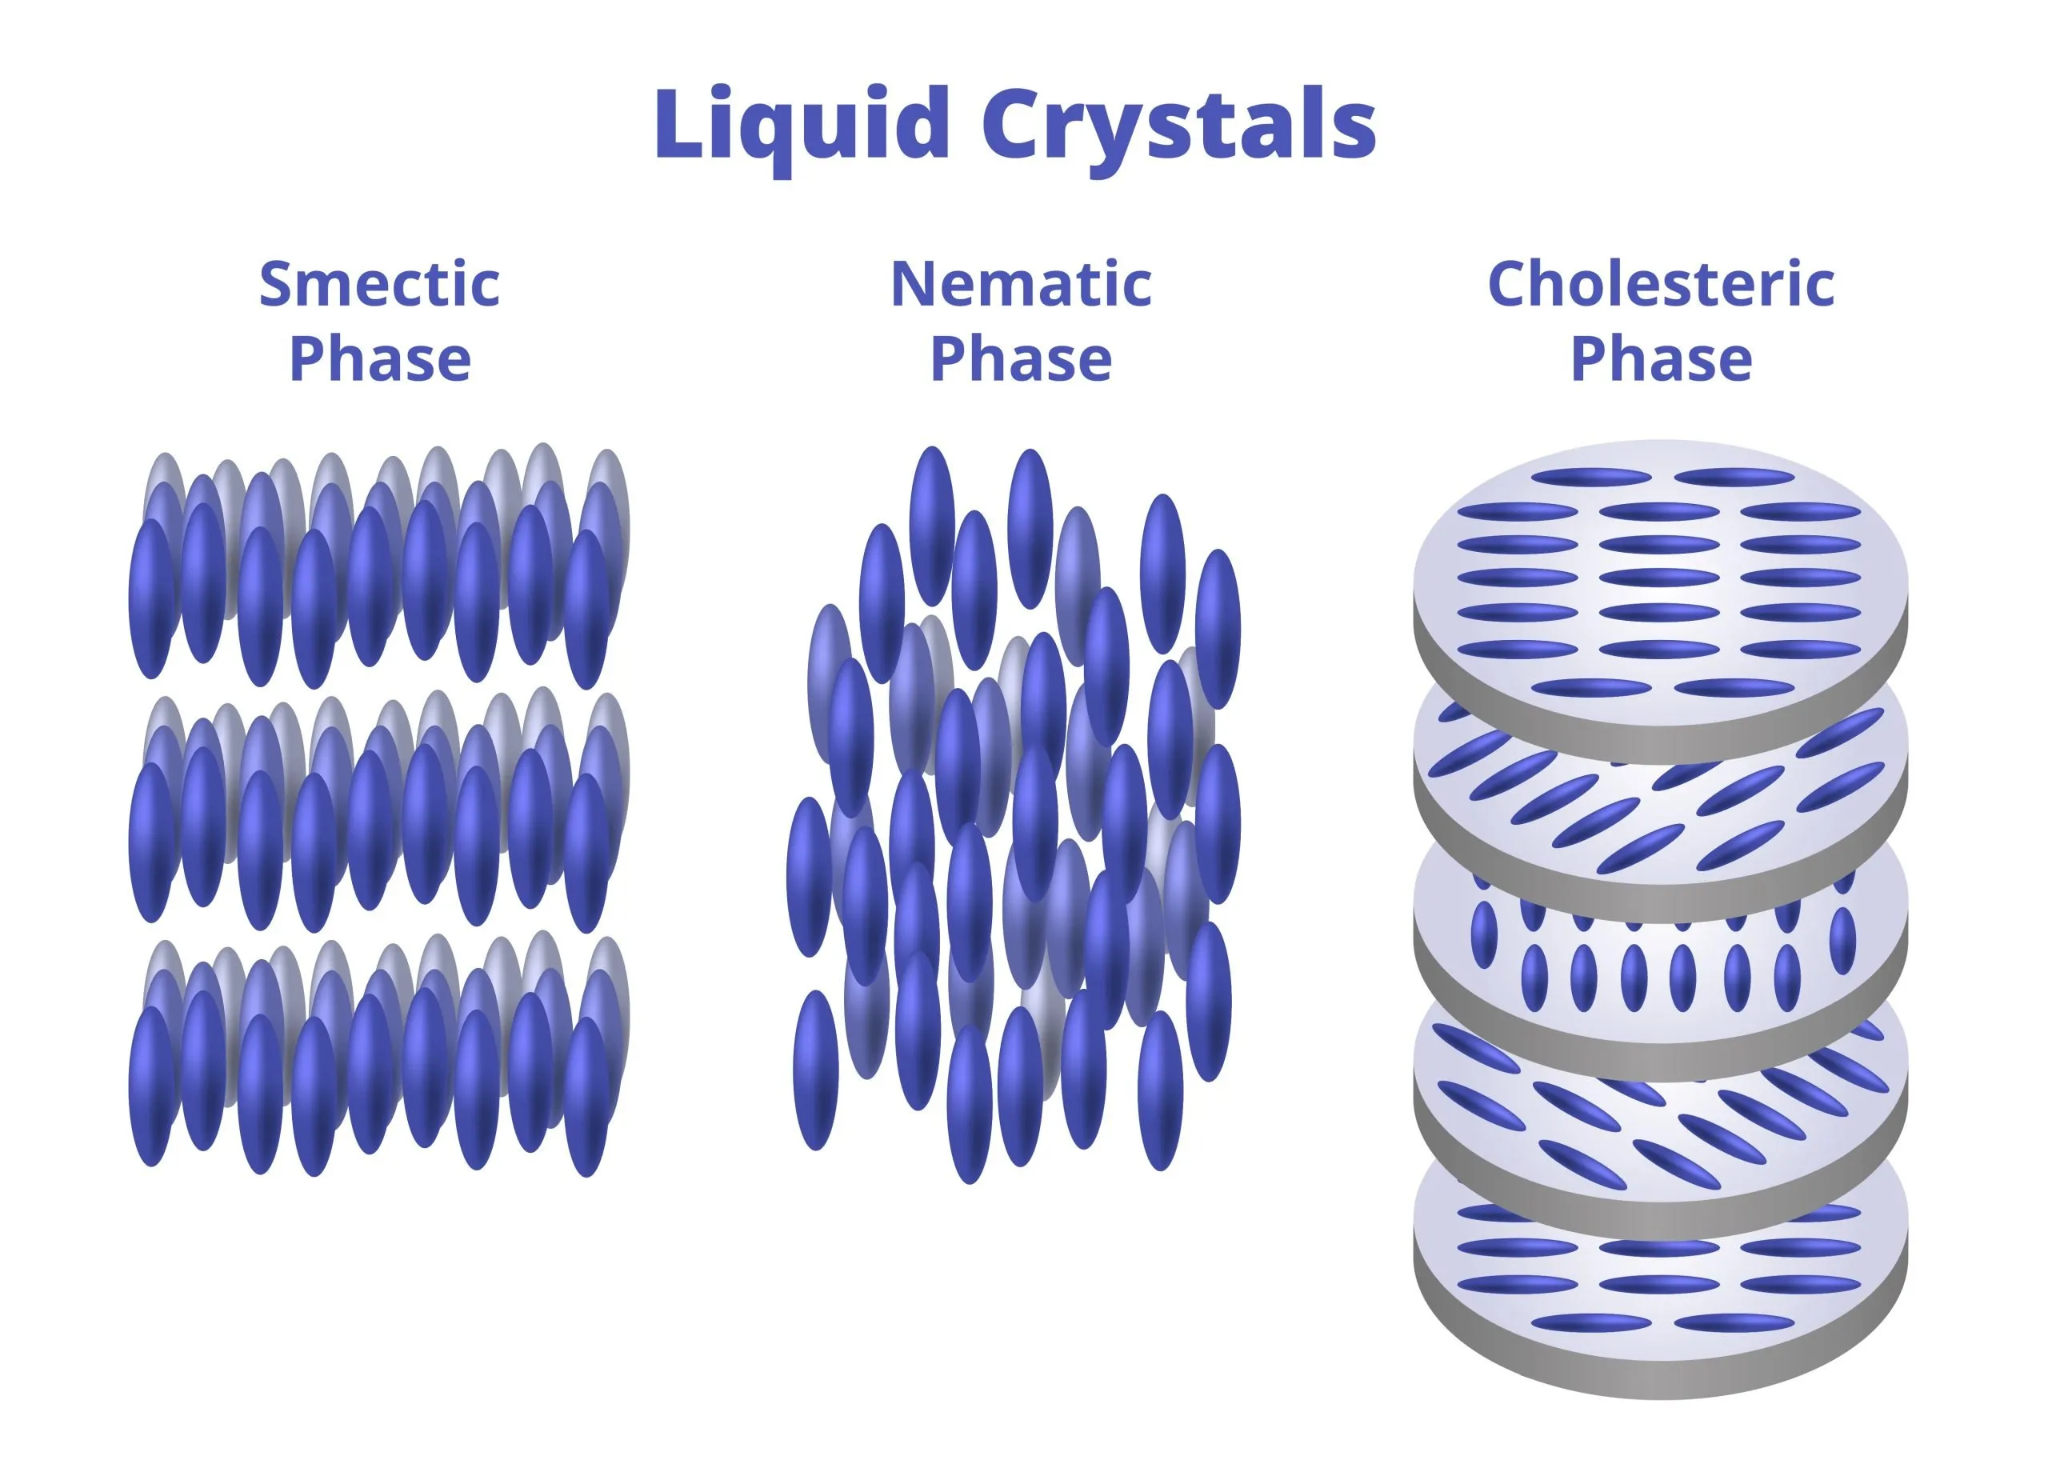 Liquid Crystals
Smectic
Phase
Nematic
Phase
Cholesteric
Phase